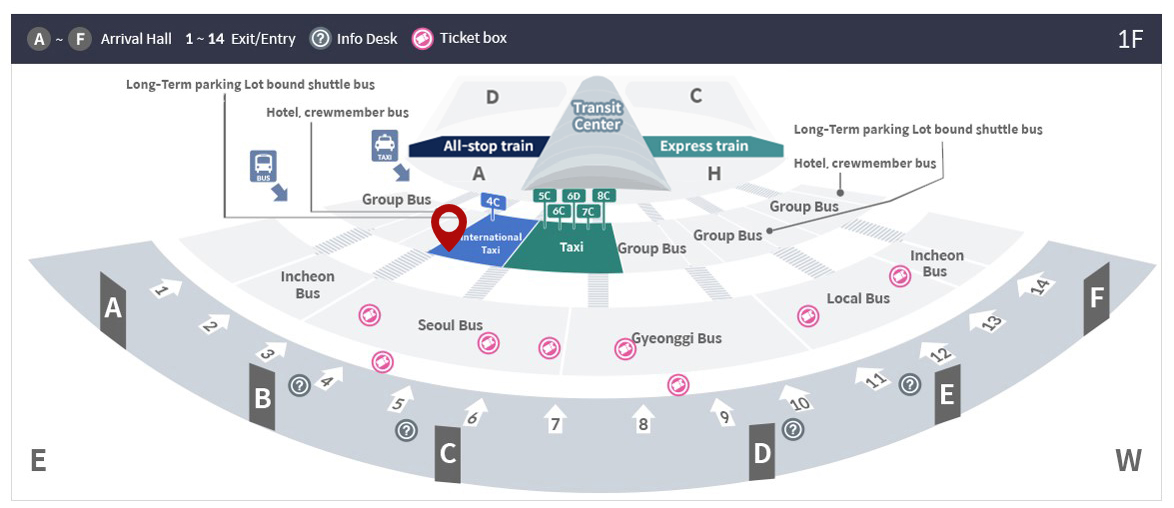 A ~ F Arrival Hall 1 ~ 14 Exit/Entry ? Info Desk Ticket box 1F
Long-Term parking Lot bound shuttle bus
Hotel, crewmember bus
BUS
TAXI
D
Transit
Center
C
All-stop train
Express train
A
H
Long-Term parking Lot bound shuttle bus
Hotel, crewmember bus
Group Bus
4C
5C
6D
8C
6C
7C
Group Bus
International
Taxi
Taxi
Group Bus
Group Bus
Incheon
Bus
Incheon
Bus
Seoul Bus
Gyeonggi Bus
Local Bus
A
1
2
3
4
5
6
7
8
9
10
11
12
13
14
F
B
?
?
C
D
?
?
E
E
W